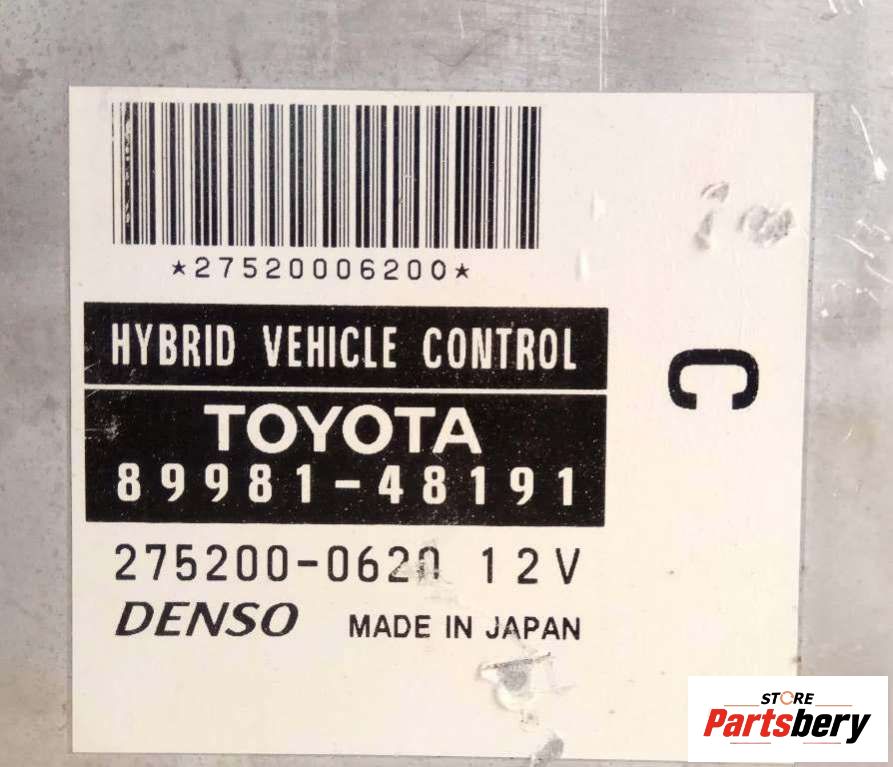 *27520006200*
HYBRID VEHICLE CONTROL
TOYOTA
89981-48191
275200-0620 12V
DENSO MADE IN JAPAN
C
STORE
Partsbery